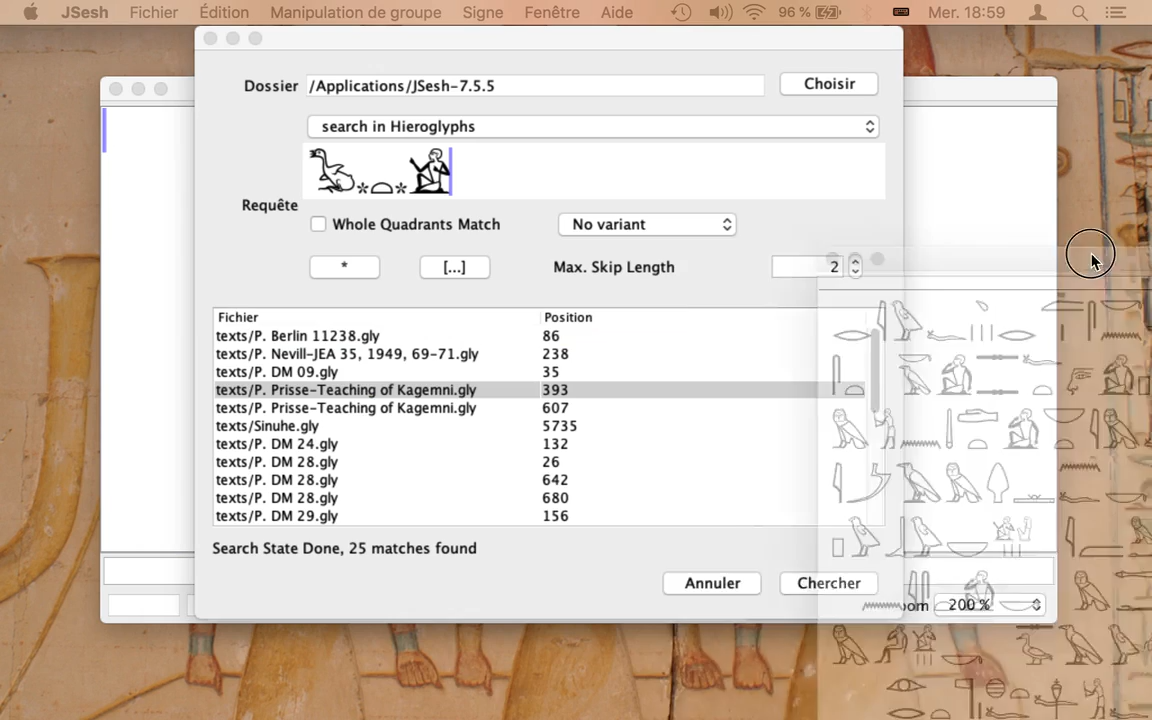 JSesh Fichier Édition Manipulation de groupe Signe Fenêtre Aide 96 % Mer. 18:59
Dossier /Applications/JSesh-7.5.5 Choisir
search in Hieroglyphs
Requête
Whole Quadrants Match No variant
* [...] Max. Skip Length 2
Fichier Position
texts/P. Berlin 11238.gly 86
texts/P. Nevill-JEA 35, 1949, 69-71.gly 238
texts/P. DM 09.gly 35
texts/P. Prisse-Teaching of Kagemni.gly 393
texts/P. Prisse-Teaching of Kagemni.gly 607
texts/Sinuhe.gly 5735
texts/P. DM 24.gly 132
texts/P. DM 28.gly 26
texts/P. DM 28.gly 642
texts/P. DM 28.gly 680
texts/P. DM 29.gly 156
Search State Done, 25 matches found
Annuler Chercher
200 %